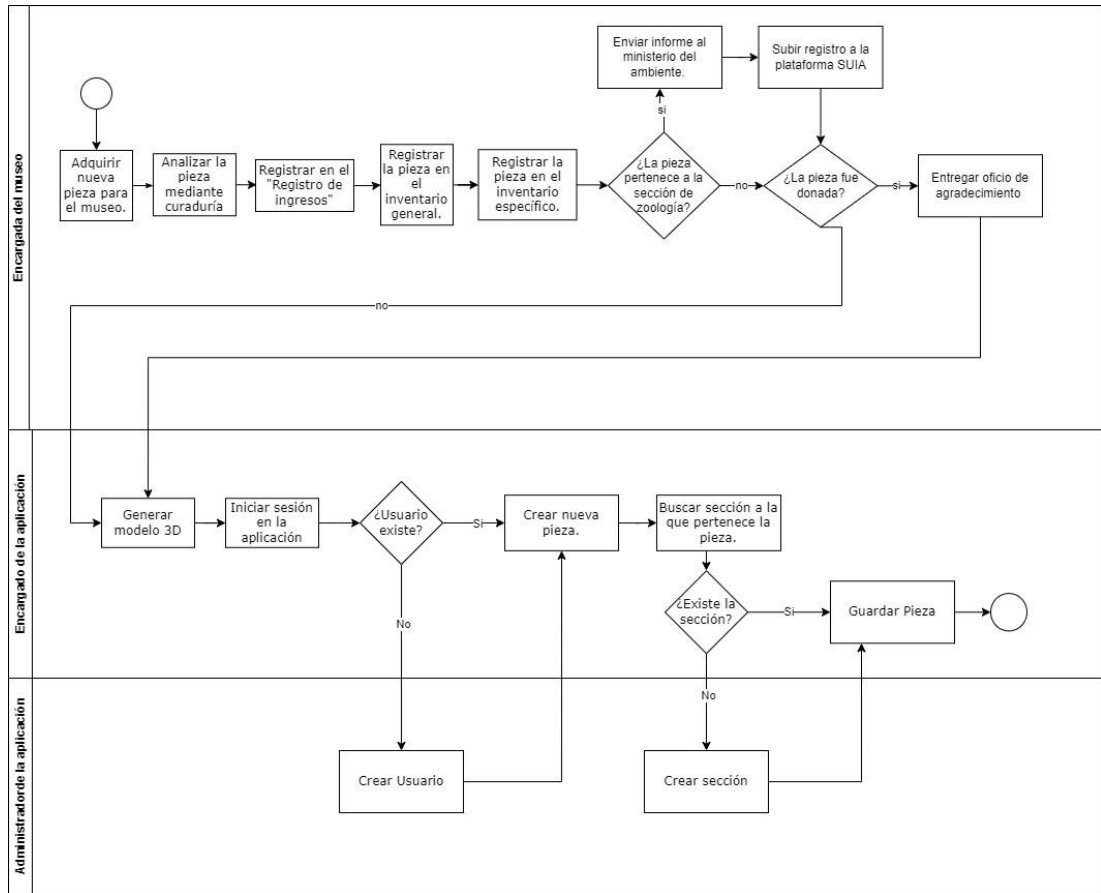 Encargada del museo
Enviar informe al
ministerio del
ambiente.
Subir registro a la
plataforma SUIA
si
Adquirir
nueva
pieza para
el museo.
Analizar la
pieza
mediante
curaduría
Registrar en el
"Registro de
ingresos"
Registrar
la pieza en
el
inventario
general.
Registrar la
pieza en el
inventario
específico.
¿La pieza
pertenece a la
sección de
zoología?
no
¿La pieza fue
donada?
si
Entregar oficio de
agradecimiento
no
Encargado de la aplicación
Generar
modelo 3D
Iniciar sesión
en la
aplicación
¿Usuario
existe?
Si
Crear nueva
pieza.
Buscar sección a la
que pertenece la
pieza.
No
¿Existe la
sección?
Si
Guardar Pieza
No
Administradorde la aplicación
Crear Usuario
Crear sección